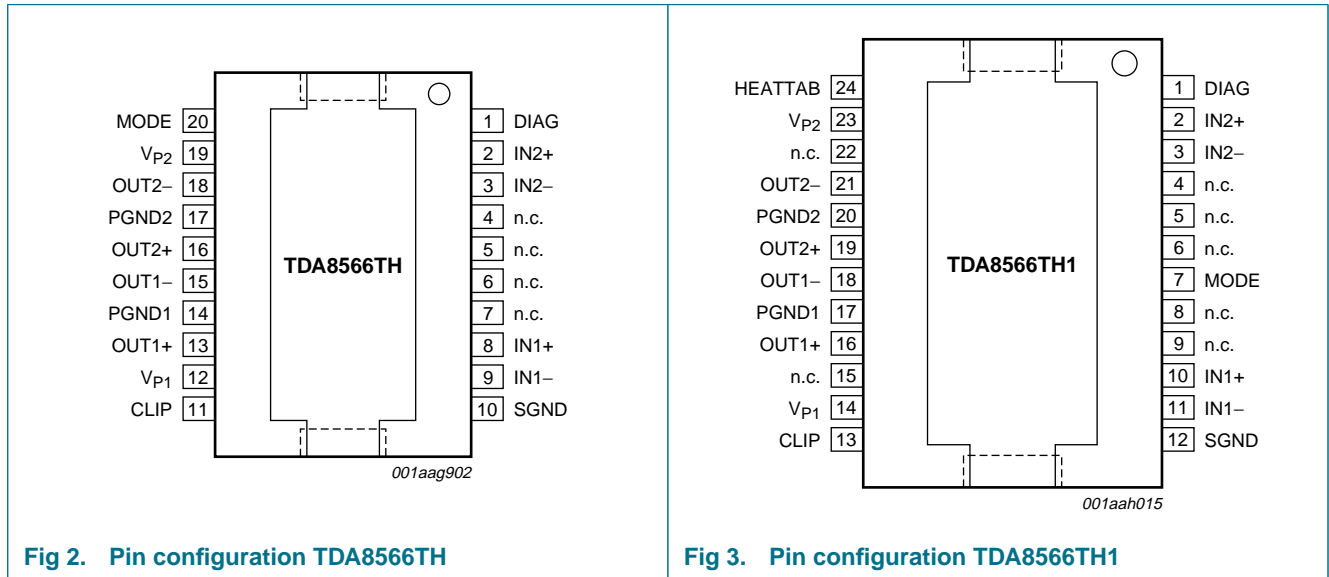 MODE 20
VP2 19
OUT2− 18
PGND2 17
OUT2+ 16
OUT1− 15
PGND1 14
OUT1+ 13
VP1 12
CLIP 11
TDA8566TH
1 DIAG
2 IN2+
3 IN2−
4 n.c.
5 n.c.
6 n.c.
7 n.c.
8 IN1+
9 IN1−
10 SGND
001aag902
Fig 2. Pin configuration TDA8566TH
HEATTAB 24
VP2 23
n.c. 22
OUT2− 21
PGND2 20
OUT2+ 19
OUT1− 18
PGND1 17
OUT1+ 16
n.c. 15
VP1 14
CLIP 13
TDA8566TH1
1 DIAG
2 IN2+
3 IN2−
4 n.c.
5 n.c.
6 n.c.
7 MODE
8 n.c.
9 n.c.
10 IN1+
11 IN1−
12 SGND
001aah015
Fig 3. Pin configuration TDA8566TH1